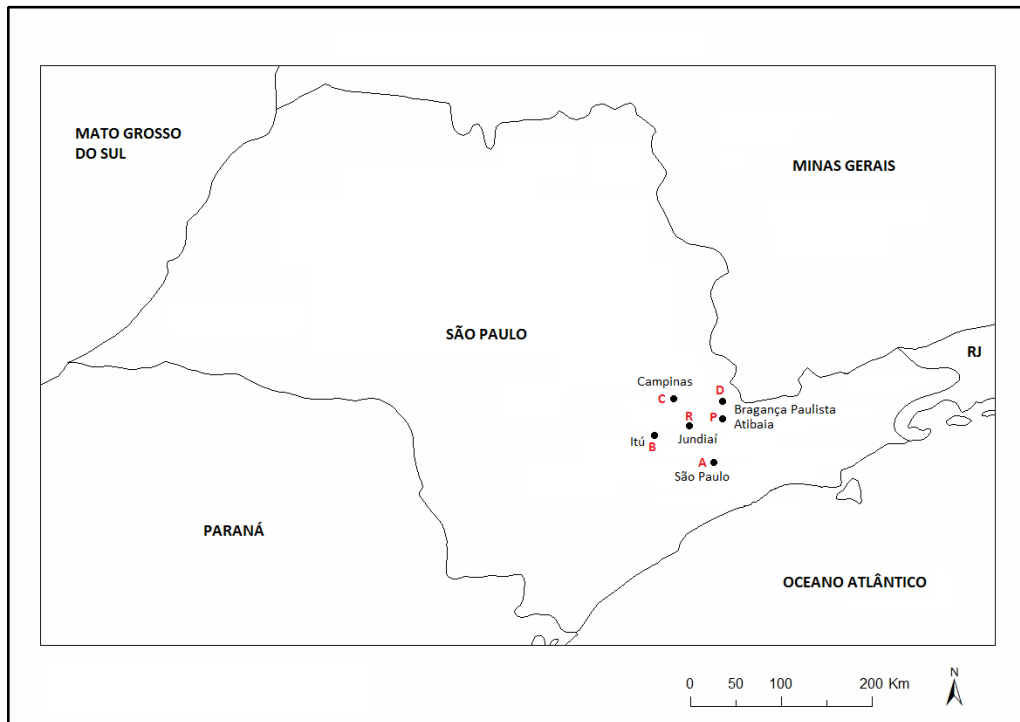 MATO GROSSO
DO SUL
MINAS GERAIS
SÃO PAULO
RJ
Campinas
C
D
Bragança Paulista
P
Atibaia
R
Jundiaí
Itú
B
A
São Paulo
PARANÁ
OCEANO ATLÂNTICO
N
0 50 100 200 Km